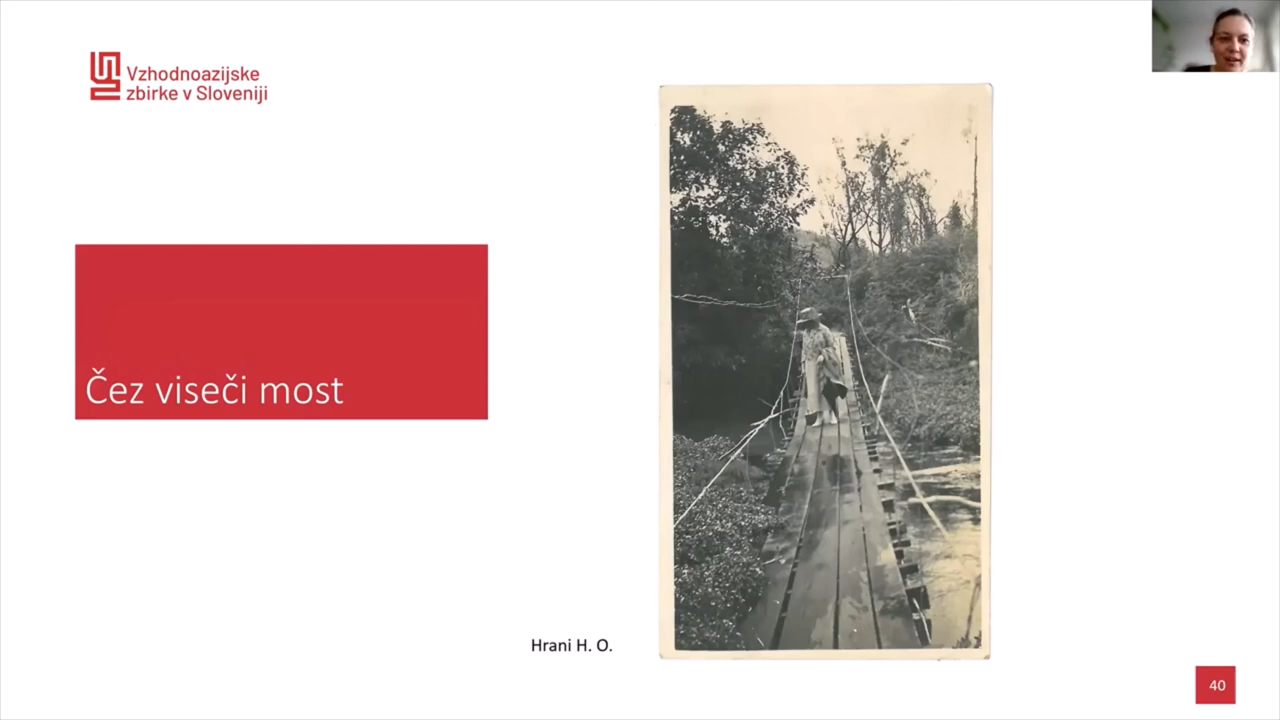 Vzhodnoazijske
zbirke v Sloveniji
Čez viseči most
Hrani H. O.
40